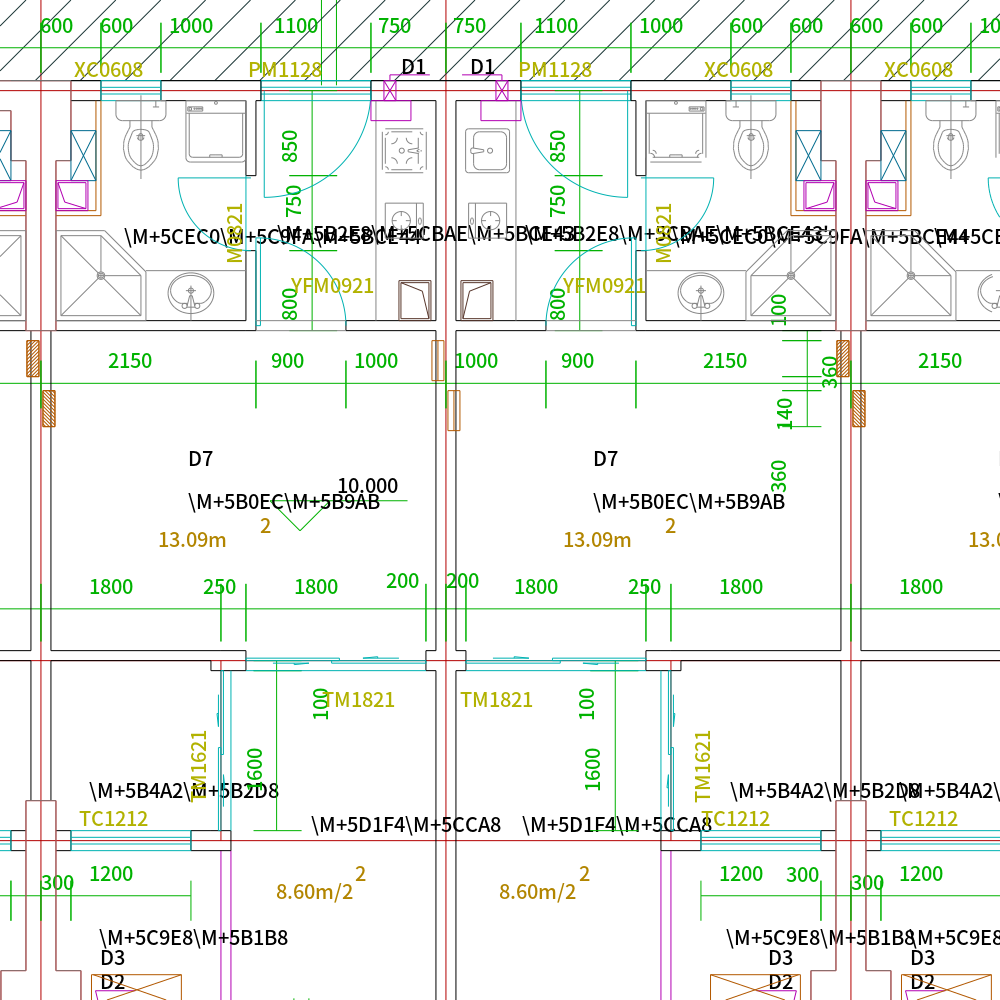 600 600 1000 1100 750 750 1100 1000 600 600 600 600
XC0608 PM1128 D1 D1 PM1128 XC0608 XC0608
850 850
750 750
M0821 M0821
YFM0921 YFM0921
800 800 100
2150 900 1000 1000 900 2150 360 2150
140
D7 D7
10.000 360
\M+5B0EC\M+5B9AB \M+5B0EC\M+5B9AB
2 2
13.09m 13.09m
1800 250 1800 200 200 1800 250 1800 1800
100 TM1821 TM1821 100
TM1621 1600 1600 TM1621
\M+5B4A2\M+5B2D8 \M+5B4A2\M+5B2D8 \M+5B4A2\
TC1212 \M+5D1F4\M+5CCA8 \M+5D1F4\M+5CCA8 TC1212 TC1212
300 1200 2 2 1200 300 300 1200
8.60m/2 8.60m/2
\M+5C9E8\M+5B1B8 \M+5C9E8\M+5B1B8 \M+5C9E8
D3 D3 D3
D2 D2 D2